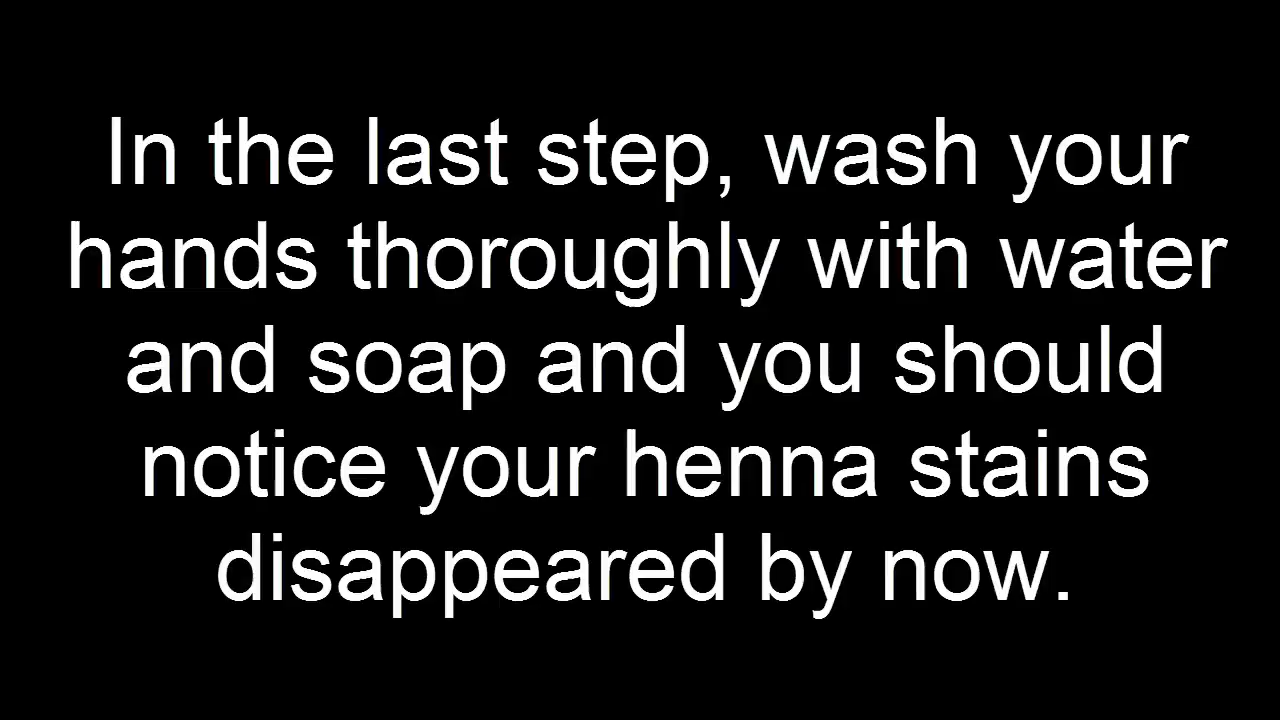 In the last step, wash your
hands thoroughly with water
and soap and you should
notice your henna stains
disappeared by now.